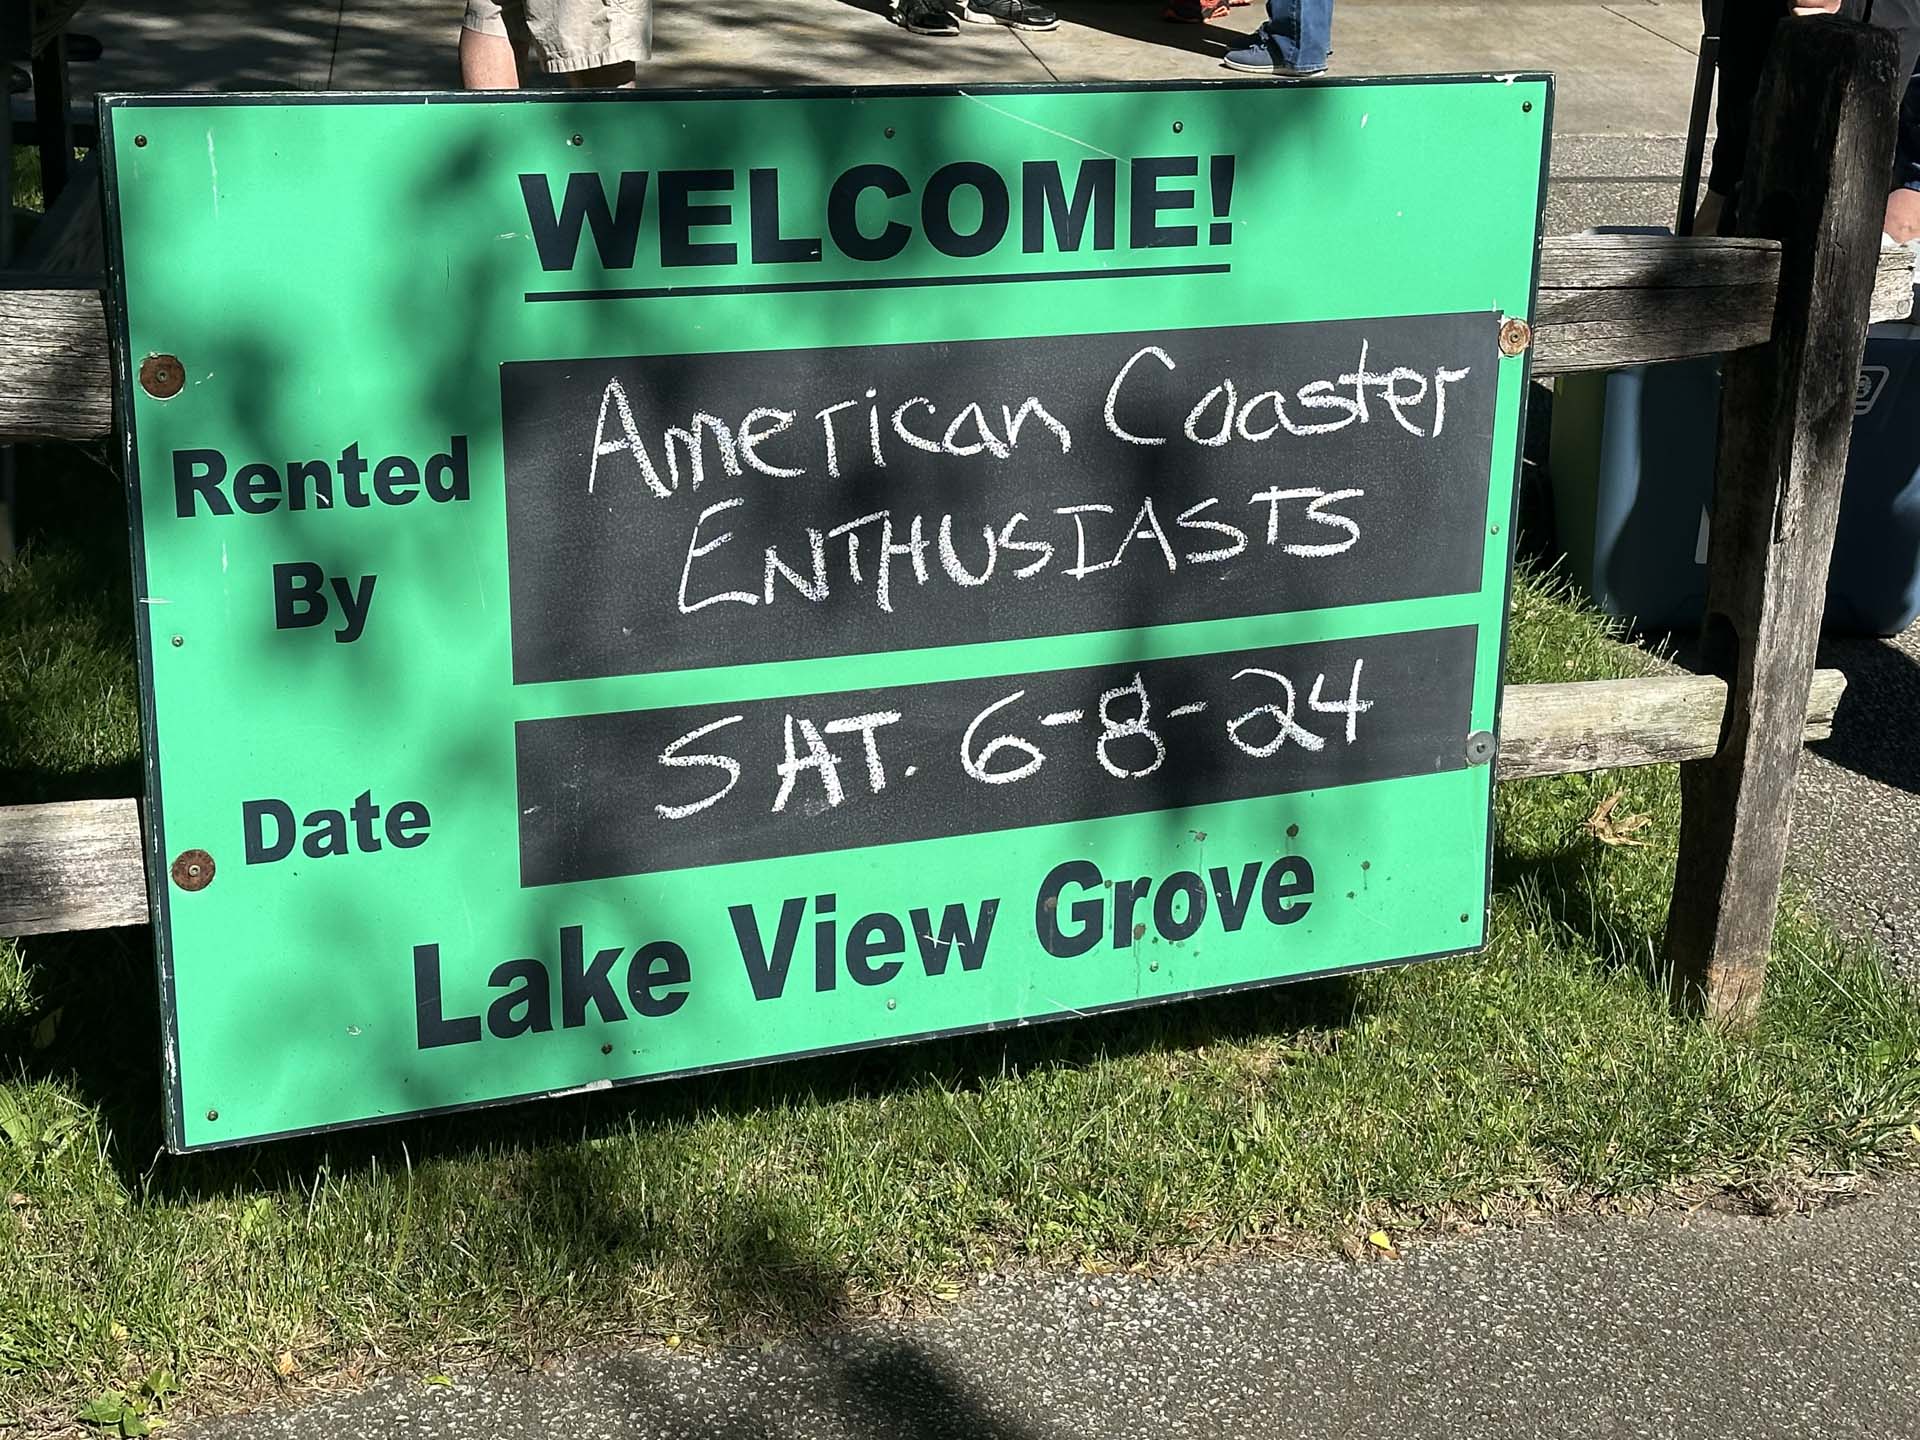 WELCOME!
Rented
By
American Coaster
ENTHUSIASTS
Date
SAT. 6-8-24
Lake View Grove